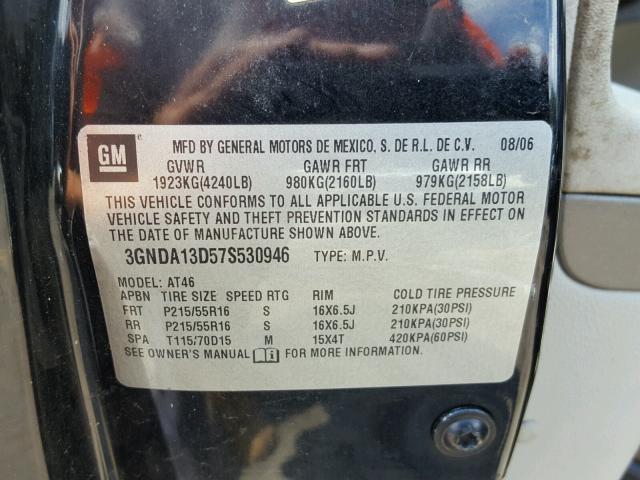 GM
MFD BY GENERAL MOTORS DE MEXICO, S. DE R.L. DE C.V. 08/06
GVWR GAWR FRT GAWR RR
1923KG(4240LB) 980KG(2160LB) 979KG(2158LB)
THIS VEHICLE CONFORMS TO ALL APPLICABLE U.S. FEDERAL MOTOR
VEHICLE SAFETY AND THEFT PREVENTION STANDARDS IN EFFECT ON
THE DATE OF MANUFACTURE SHOWN ABOVE.
3GNDA13D57S530946 TYPE: M.P.V.
MODEL: AT46
APBN TIRE SIZE SPEED RTG RIM COLD TIRE PRESSURE
FRT P215/55R16 S 16X6.5J 210KPA(30PSI)
RR P215/55R16 S 16X6.5J 210KPA(30PSI)
SPA T115/70D15 M 15X4T 420KPA(60PSI)
SEE OWNER'S MANUAL FOR MORE INFORMATION.